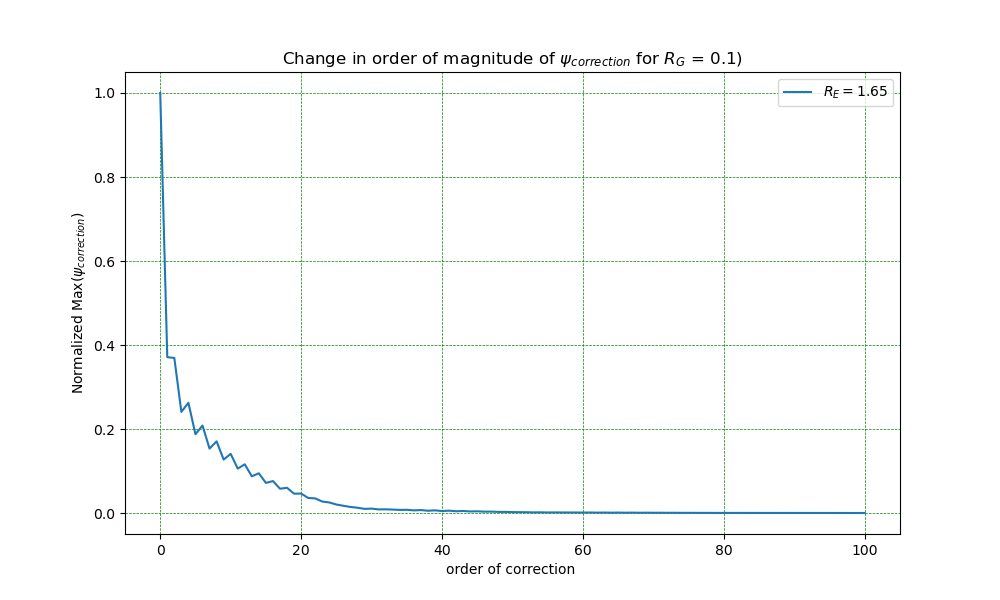 Change in order of magnitude of ψ_correction for R_G = 0.1)
R_E = 1.65
Normalized Max(ψ_correction)
1.0
0.8
0.6
0.4
0.2
0.0
0 20 40 60 80 100
order of correction